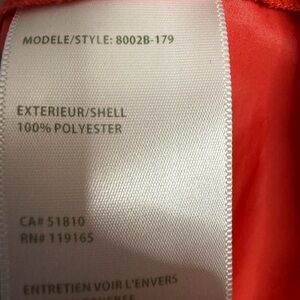 MODELE/STYLE: 8002B-179
EXTERIEUR/SHELL
100% POLYESTER
CA# 51810
RN# 119165
ENTRETIEN VOIR L'ENVERS